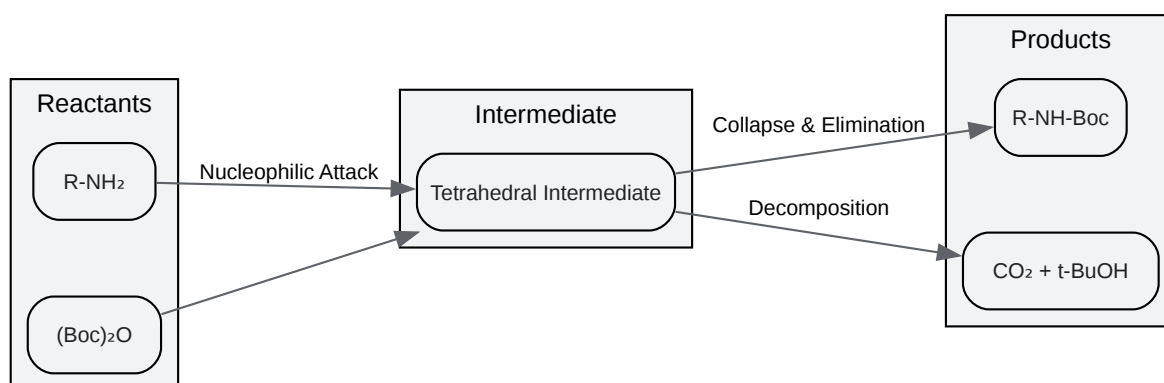 Reactants
R-NH₂
(Boc)₂O
Nucleophilic Attack
Intermediate
Tetrahedral Intermediate
Collapse & Elimination
Decomposition
Products
R-NH-Boc
CO₂ + t-BuOH